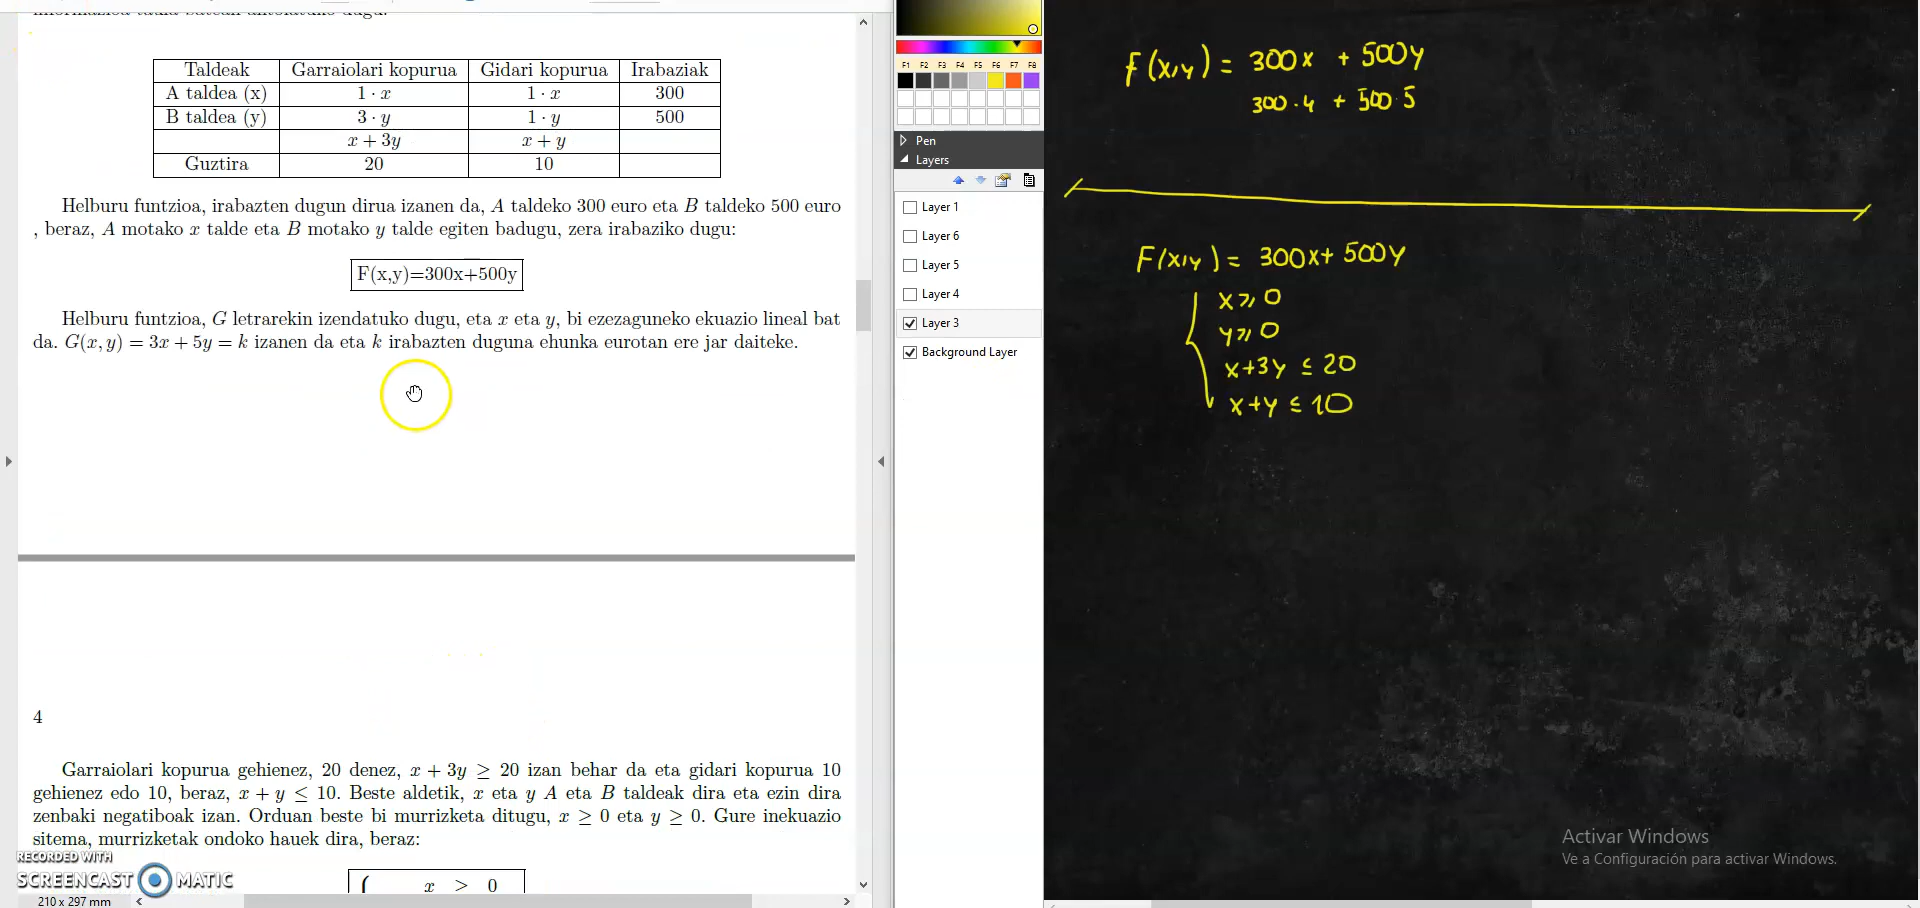 Taldeak Garraiolari kopurua Gidari kopurua Irabaziak
A taldea (x) 1 · x 1 · x 300
B taldea (y) 3 · y 1 · y 500
x + 3y x + y
Guztira 20 10
Helburu funtzioa, irabazten dugun dirua izanen da, A taldeko 300 euro eta B taldeko 500 euro
, beraz, A motako x talde eta B motako y talde egiten badugu, zera irabaziko dugu:
F(x,y)=300x+500y
Helburu funtzioa, G letrarekin izendatuko dugu, eta x eta y, bi ezezaguneko ekuazio lineal bat
da. G(x, y) = 3x + 5y = k izanen da eta k irabazten duguna ehunka eurotan ere jar daiteke.
4
Garraiolari kopurua gehienez, 20 denez, x + 3y ≥ 20 izan behar da eta gidari kopurua 10
gehienez edo 10, beraz, x + y ≤ 10. Beste aldetik, x eta y A eta B taldeak dira eta ezin dira
zenbaki negatiboak izan. Orduan beste bi murrizketa ditugu, x ≥ 0 eta y ≥ 0. Gure inekuazio
sitema, murrizketak ondoko hauek dira, beraz:
RECORDED WITH
SCREENCAST MATIC
210 x 297 mm
F1 F2 F3 F4 F5 F6 F7 F8
Pen
Layers
Layer 1
Layer 6
Layer 5
Layer 4
Layer 3
Background Layer
F(x,y) = 300x + 500y
300·4 + 500·5
F(x,y) = 300x+ 500y
x ≥ 0
y ≥ 0
x+3y ≤ 20
x+y ≤ 10
Activar Windows
Ve a Configuración para activar Windows.